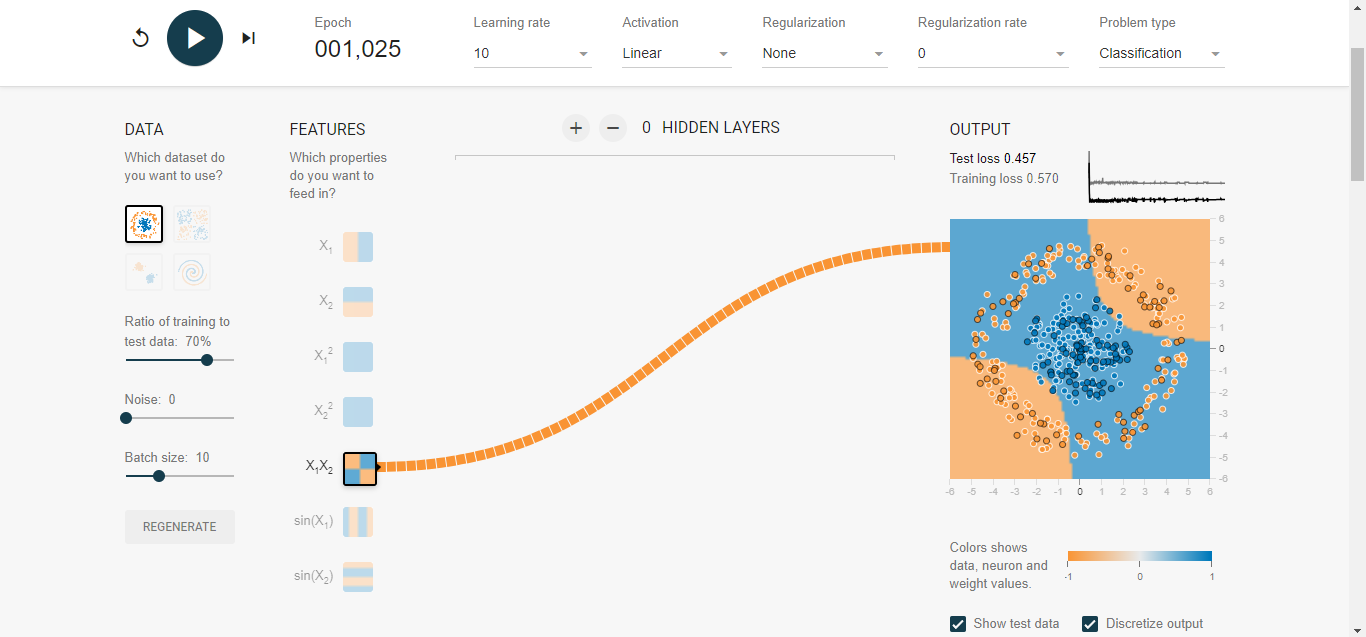 Epoch
001,025
Learning rate
10
Activation
Linear
Regularization
None
Regularization rate
0
Problem type
Classification
DATA
Which dataset do
you want to use?
Ratio of training to
test data: 70%
Noise: 0
Batch size: 10
REGENERATE
FEATURES
Which properties
do you want to
feed in?
X₁
X₂
X₁²
X₂²
X₁X₂
sin(X₁)
sin(X₂)
+ − 0 HIDDEN LAYERS
OUTPUT
Test loss 0.457
Training loss 0.570
6
5
4
3
2
1
0
-1
-2
-3
-4
-5
-6
-6 -5 -4 -3 -2 -1 0 1 2 3 4 5 6
Colors shows
data, neuron and
weight values.
-1 0 1
Show test data
Discretize output